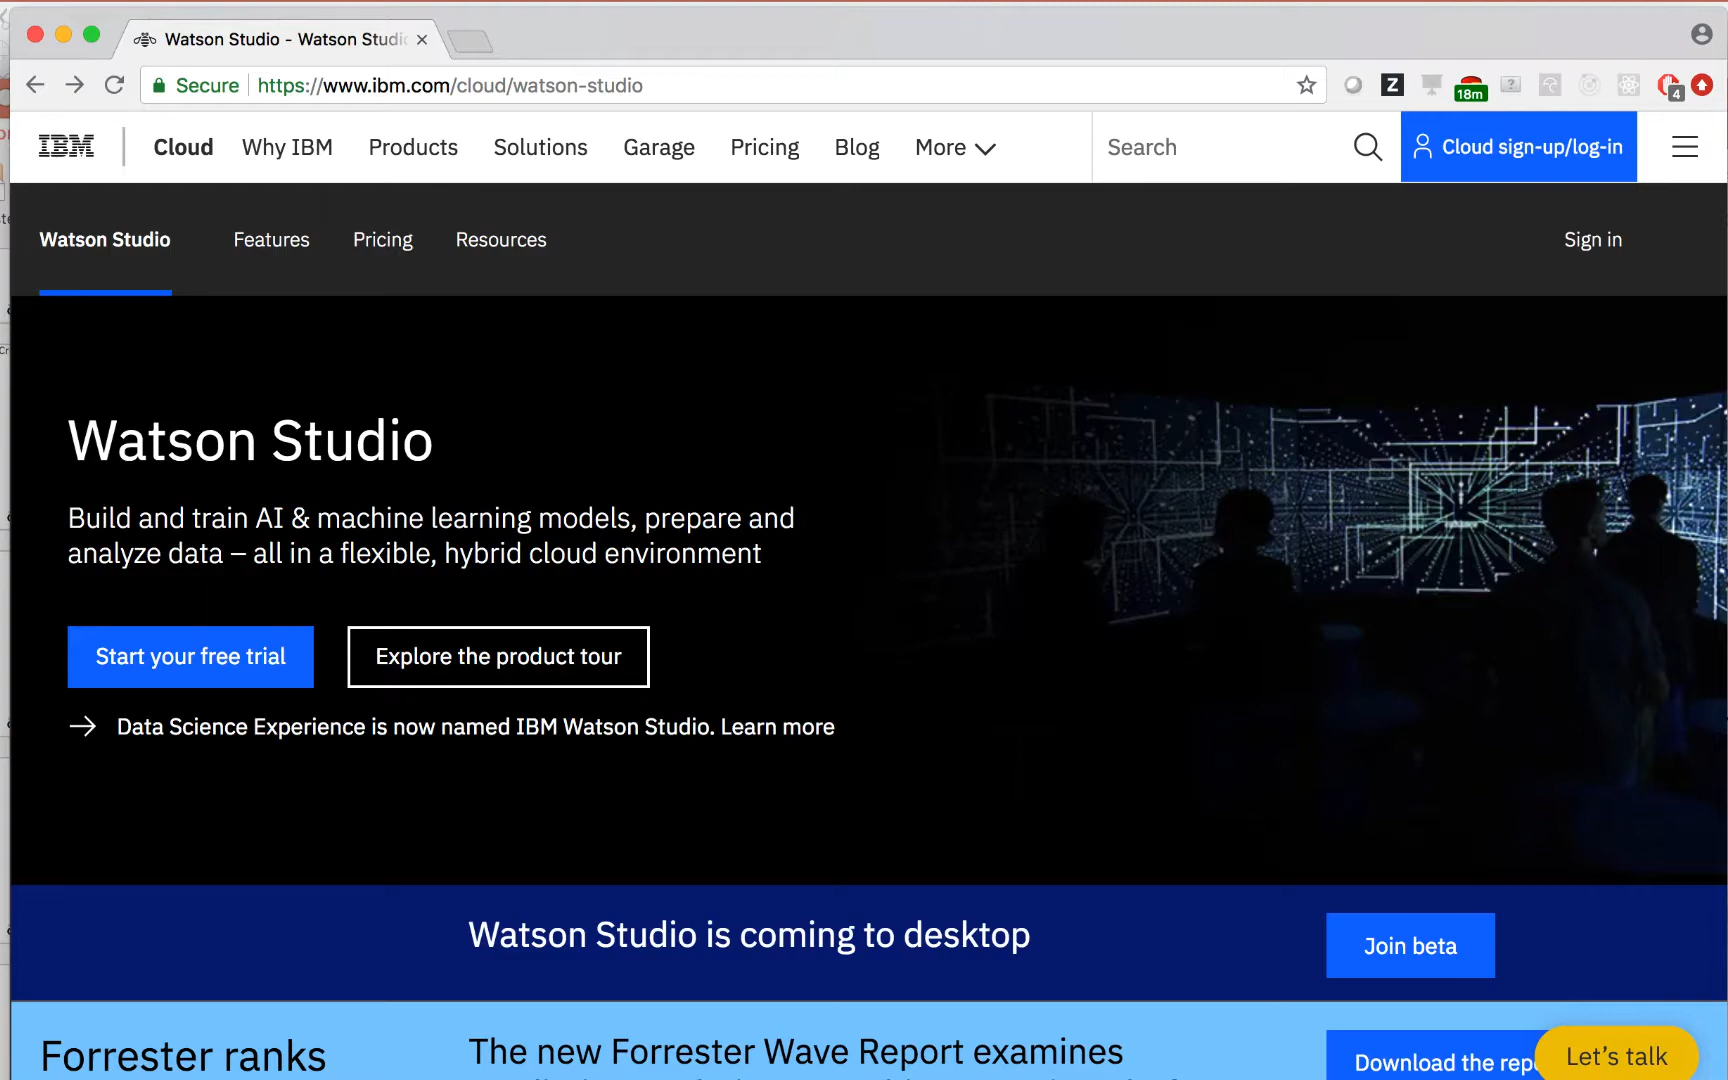 Watson Studio - Watson Studi
Secure https://www.ibm.com/cloud/watson-studio
Z
18m
?
4
IBM Cloud Why IBM Products Solutions Garage Pricing Blog More Search Cloud sign-up/log-in
Watson Studio Features Pricing Resources Sign in
Watson Studio
Build and train AI & machine learning models, prepare and
analyze data – all in a flexible, hybrid cloud environment
Start your free trial Explore the product tour
→ Data Science Experience is now named IBM Watson Studio. Learn more
Watson Studio is coming to desktop Join beta
Forrester ranks The new Forrester Wave Report examines Download the repo
Let's talk